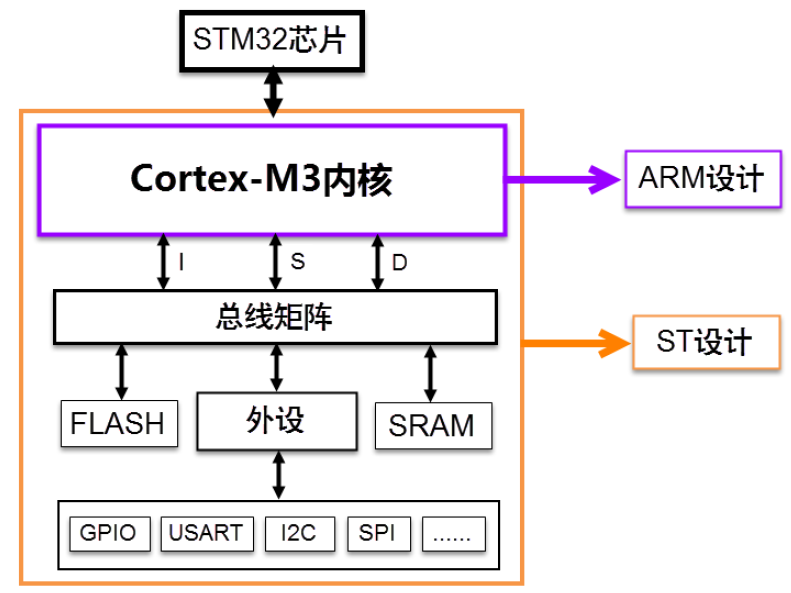 STM32芯片
Cortex-M3内核
ARM设计
I S D
总线矩阵
ST设计
FLASH 外设 SRAM
GPIO USART I2C SPI ......